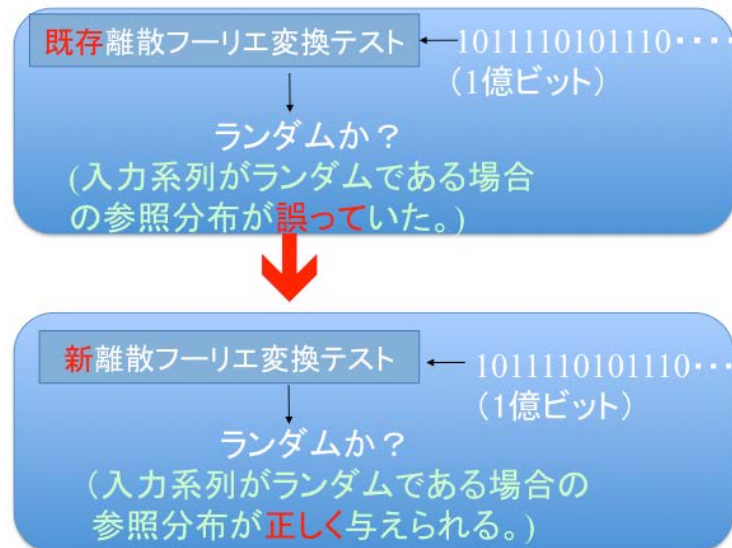 既存離散フーリエ変換テスト
1011110101110････
（1億ビット）
ランダムか？
(入力系列がランダムである場合
の参照分布が誤っていた。)
新離散フーリエ変換テスト
1011110101110･･･
（1億ビット）
ランダムか？
（入力系列がランダムである場合の
参照分布が正しく与えられる。)